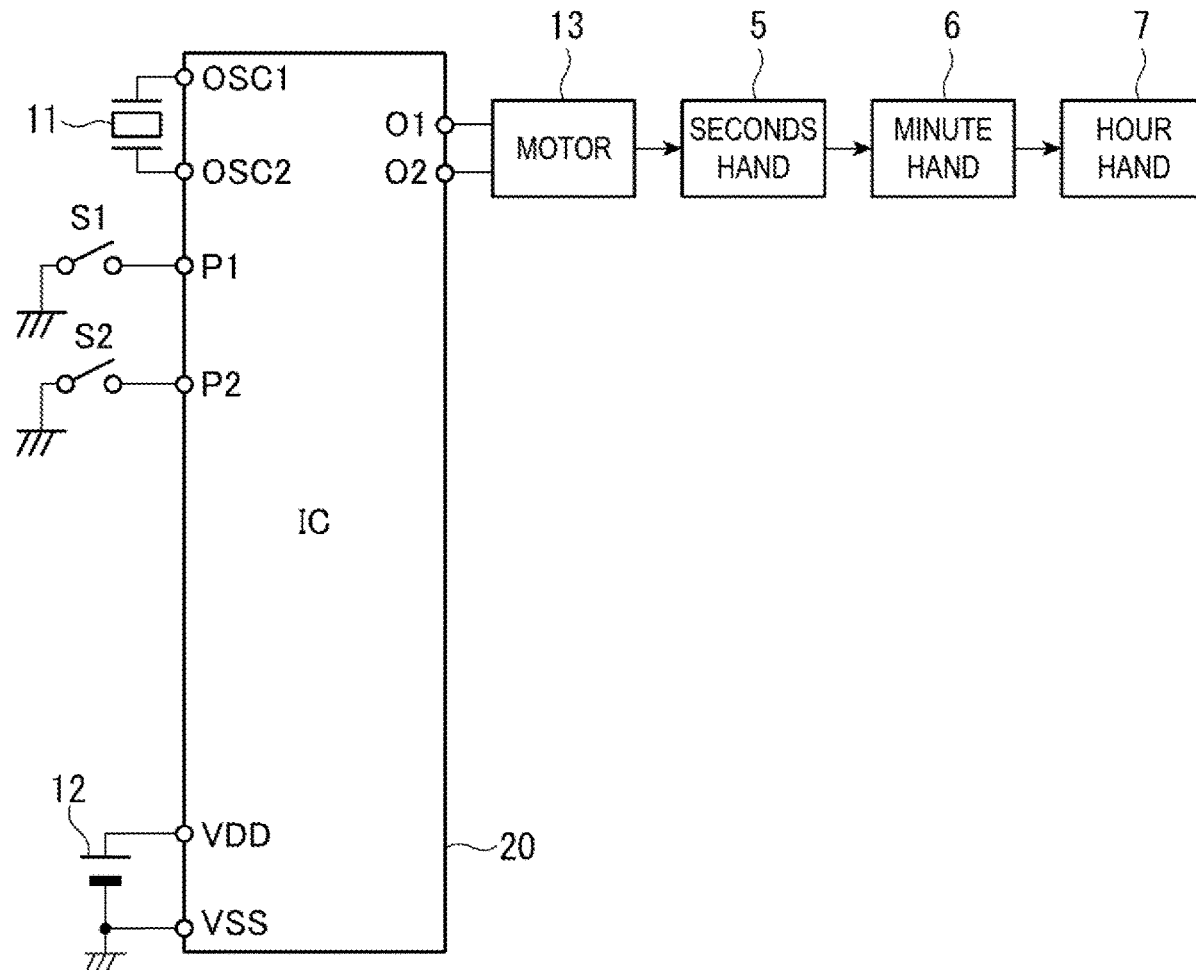 13
5
6
7
OSC1
11
O1
MOTOR
SECONDS
HAND
MINUTE
HAND
HOUR
HAND
O2
OSC2
S1
P1
S2
P2
IC
12
VDD
20
VSS